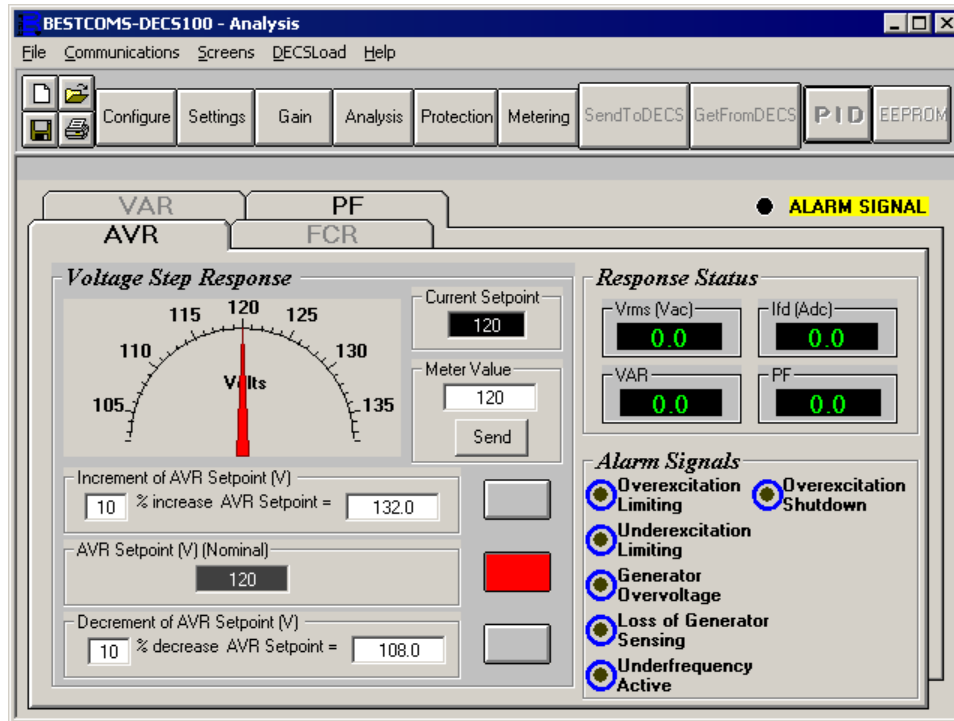 BESTCOMS-DECS100 - Analysis
File Communications Screens DECSLoad Help
Configure Settings Gain Analysis Protection Metering SendToDECS GetFromDECS PID EEPROM
VAR PF
ALARM SIGNAL
AVR FCR
Voltage Step Response
105 110 115 120 125 130 135
Volts
Current Setpoint
120
Meter Value
120
Send
Increment of AVR Setpoint (V)
10 % increase AVR Setpoint = 132.0
AVR Setpoint (V) (Nominal)
120
Decrement of AVR Setpoint (V)
10 % decrease AVR Setpoint = 108.0
Response Status
Vrms (Vac) Ifd (Adc)
0.0 0.0
VAR PF
0.0 0.0
Alarm Signals
Overexcitation Limiting
Overexcitation Shutdown
Underexcitation Limiting
Generator Overvoltage
Loss of Generator Sensing
Underfrequency Active